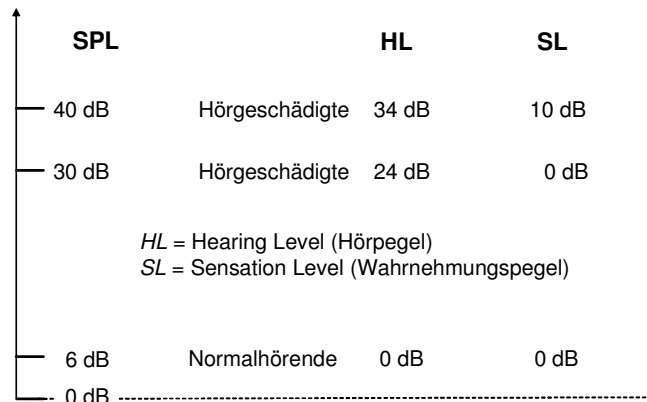 SPL HL SL
40 dB Hörgeschädigte 34 dB 10 dB
30 dB Hörgeschädigte 24 dB 0 dB
HL = Hearing Level (Hörpegel)
SL = Sensation Level (Wahrnehmungspegel)
6 dB Normalhörende 0 dB 0 dB
0 dB